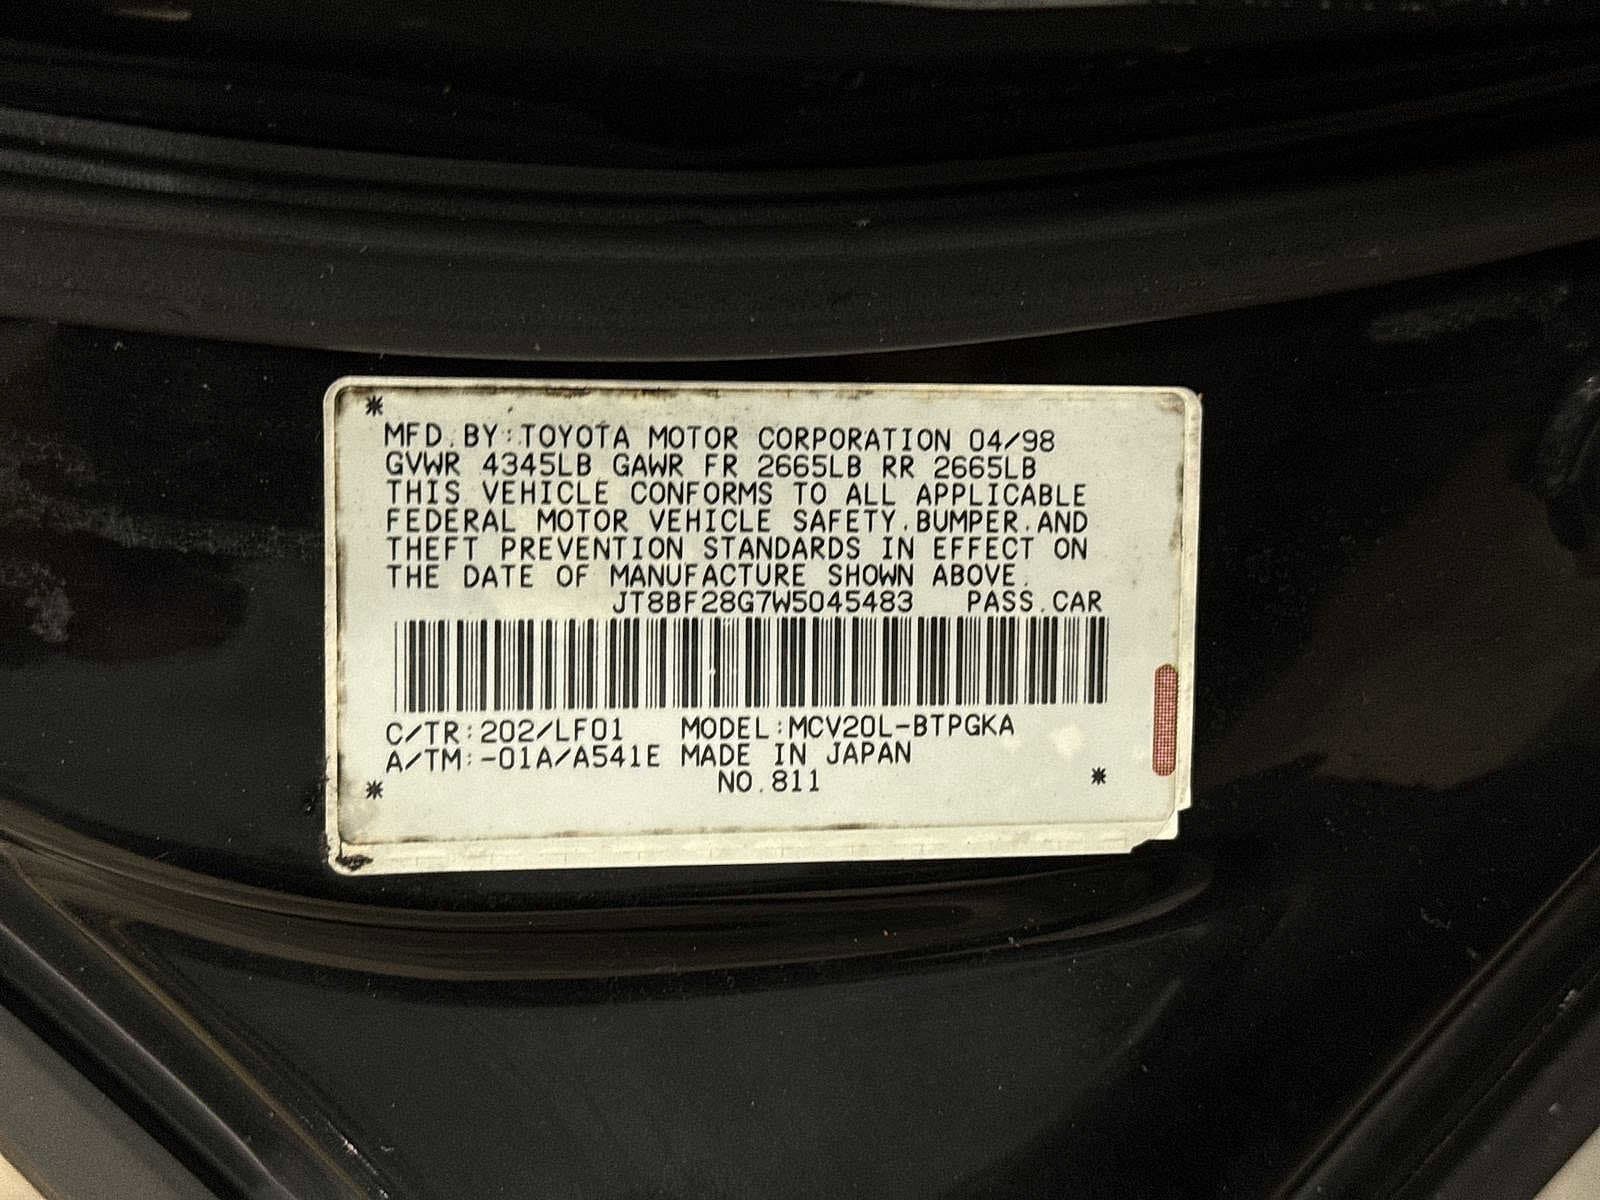 MFD. BY: TOYOTA MOTOR CORPORATION 04/98
GVWR 4345LB GAWR FR 2665LB RR 2665LB
THIS VEHICLE CONFORMS TO ALL APPLICABLE
FEDERAL MOTOR VEHICLE SAFETY, BUMPER, AND
THEFT PREVENTION STANDARDS IN EFFECT ON
THE DATE OF MANUFACTURE SHOWN ABOVE.
JT8BF28G7W5045483 PASS. CAR
C/TR: 202/LF01 MODEL: MCV20L-BTPGKA
A/TM: -01A/A541E MADE IN JAPAN
NO. 811